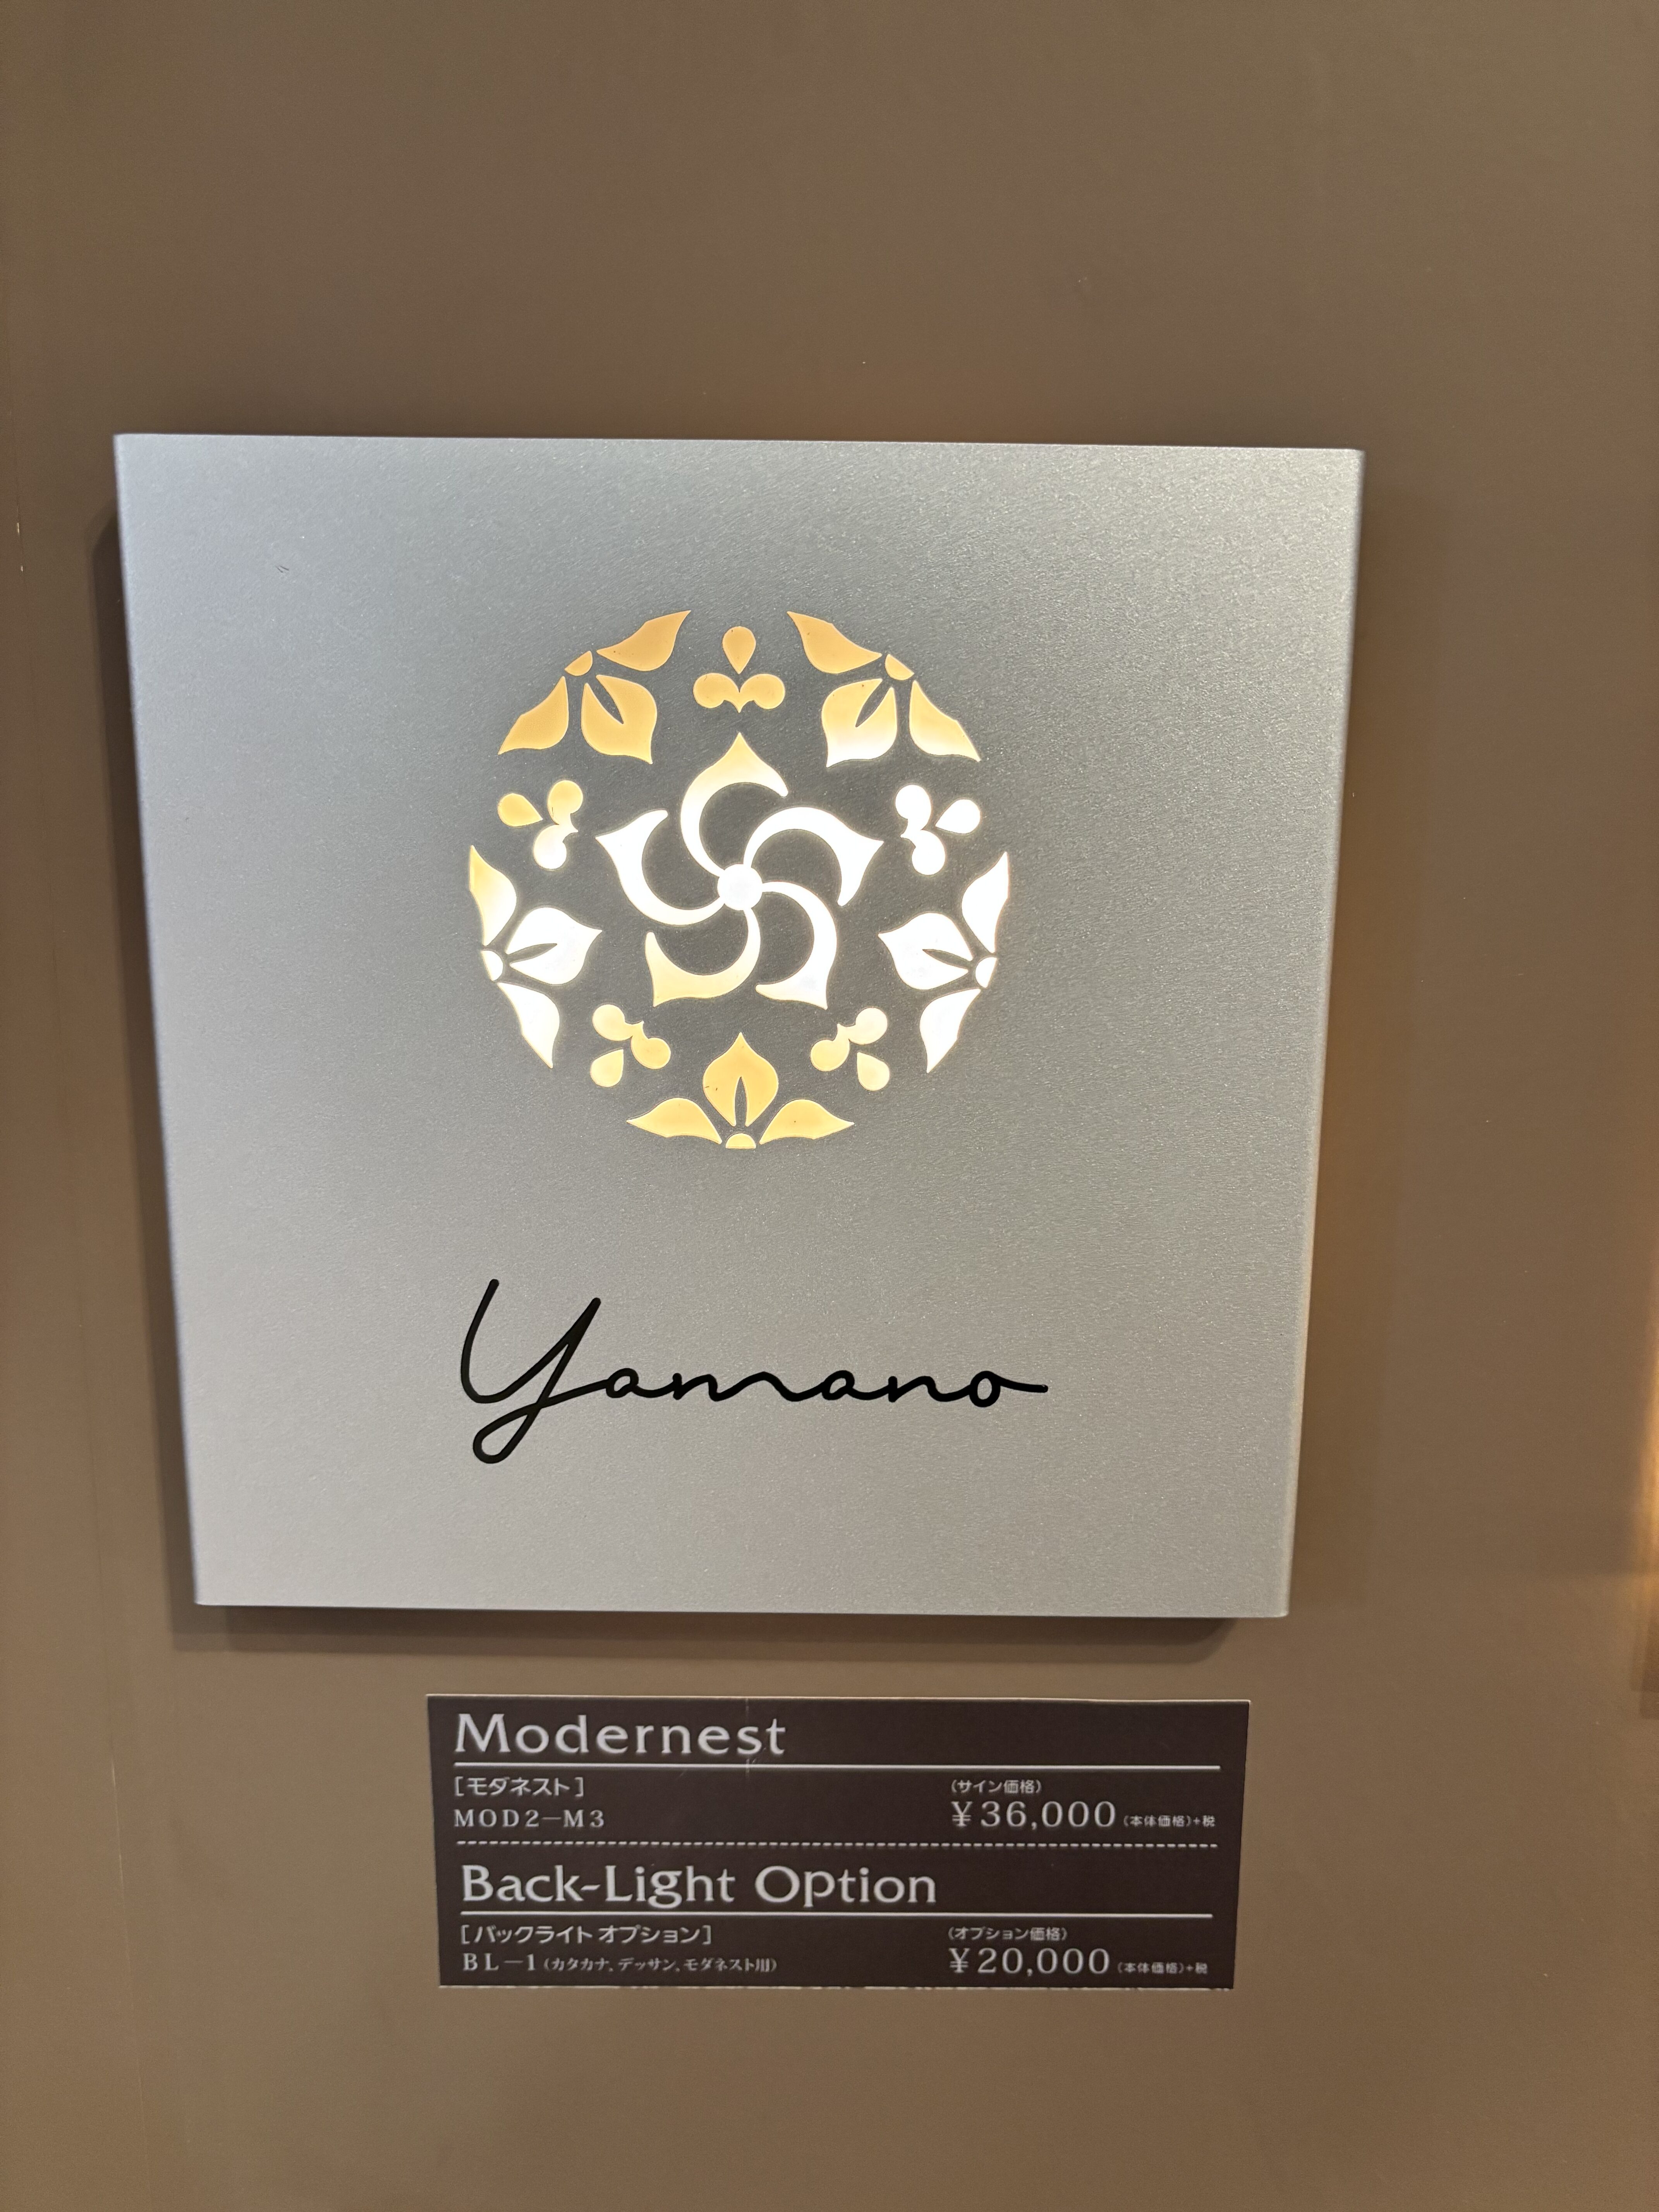 Yamano
Modernest
[モダネスト]
(サイン価格)
MOD2-M3
¥36,000(本体価格)+税
Back-Light Option
[バックライト オプション]
(オプション価格)
BL-1(カタカナ、デッサン、モダネスト用)
¥20,000(本体価格)+税